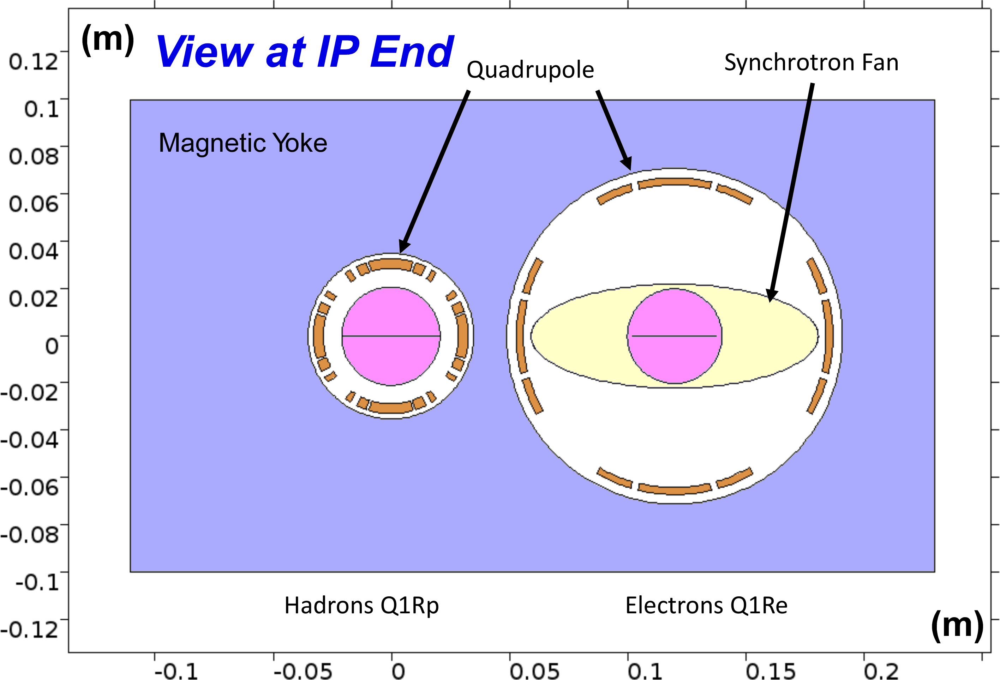 (m)
View at IP End
Quadrupole
Synchrotron Fan
0.12
0.1
Magnetic Yoke
0.08
0.06
0.04
0.02
0
-0.02
-0.04
-0.06
-0.08
-0.1
Hadrons Q1Rp
Electrons Q1Re
-0.12
(m)
-0.1
-0.05
0
0.05
0.1
0.15
0.2